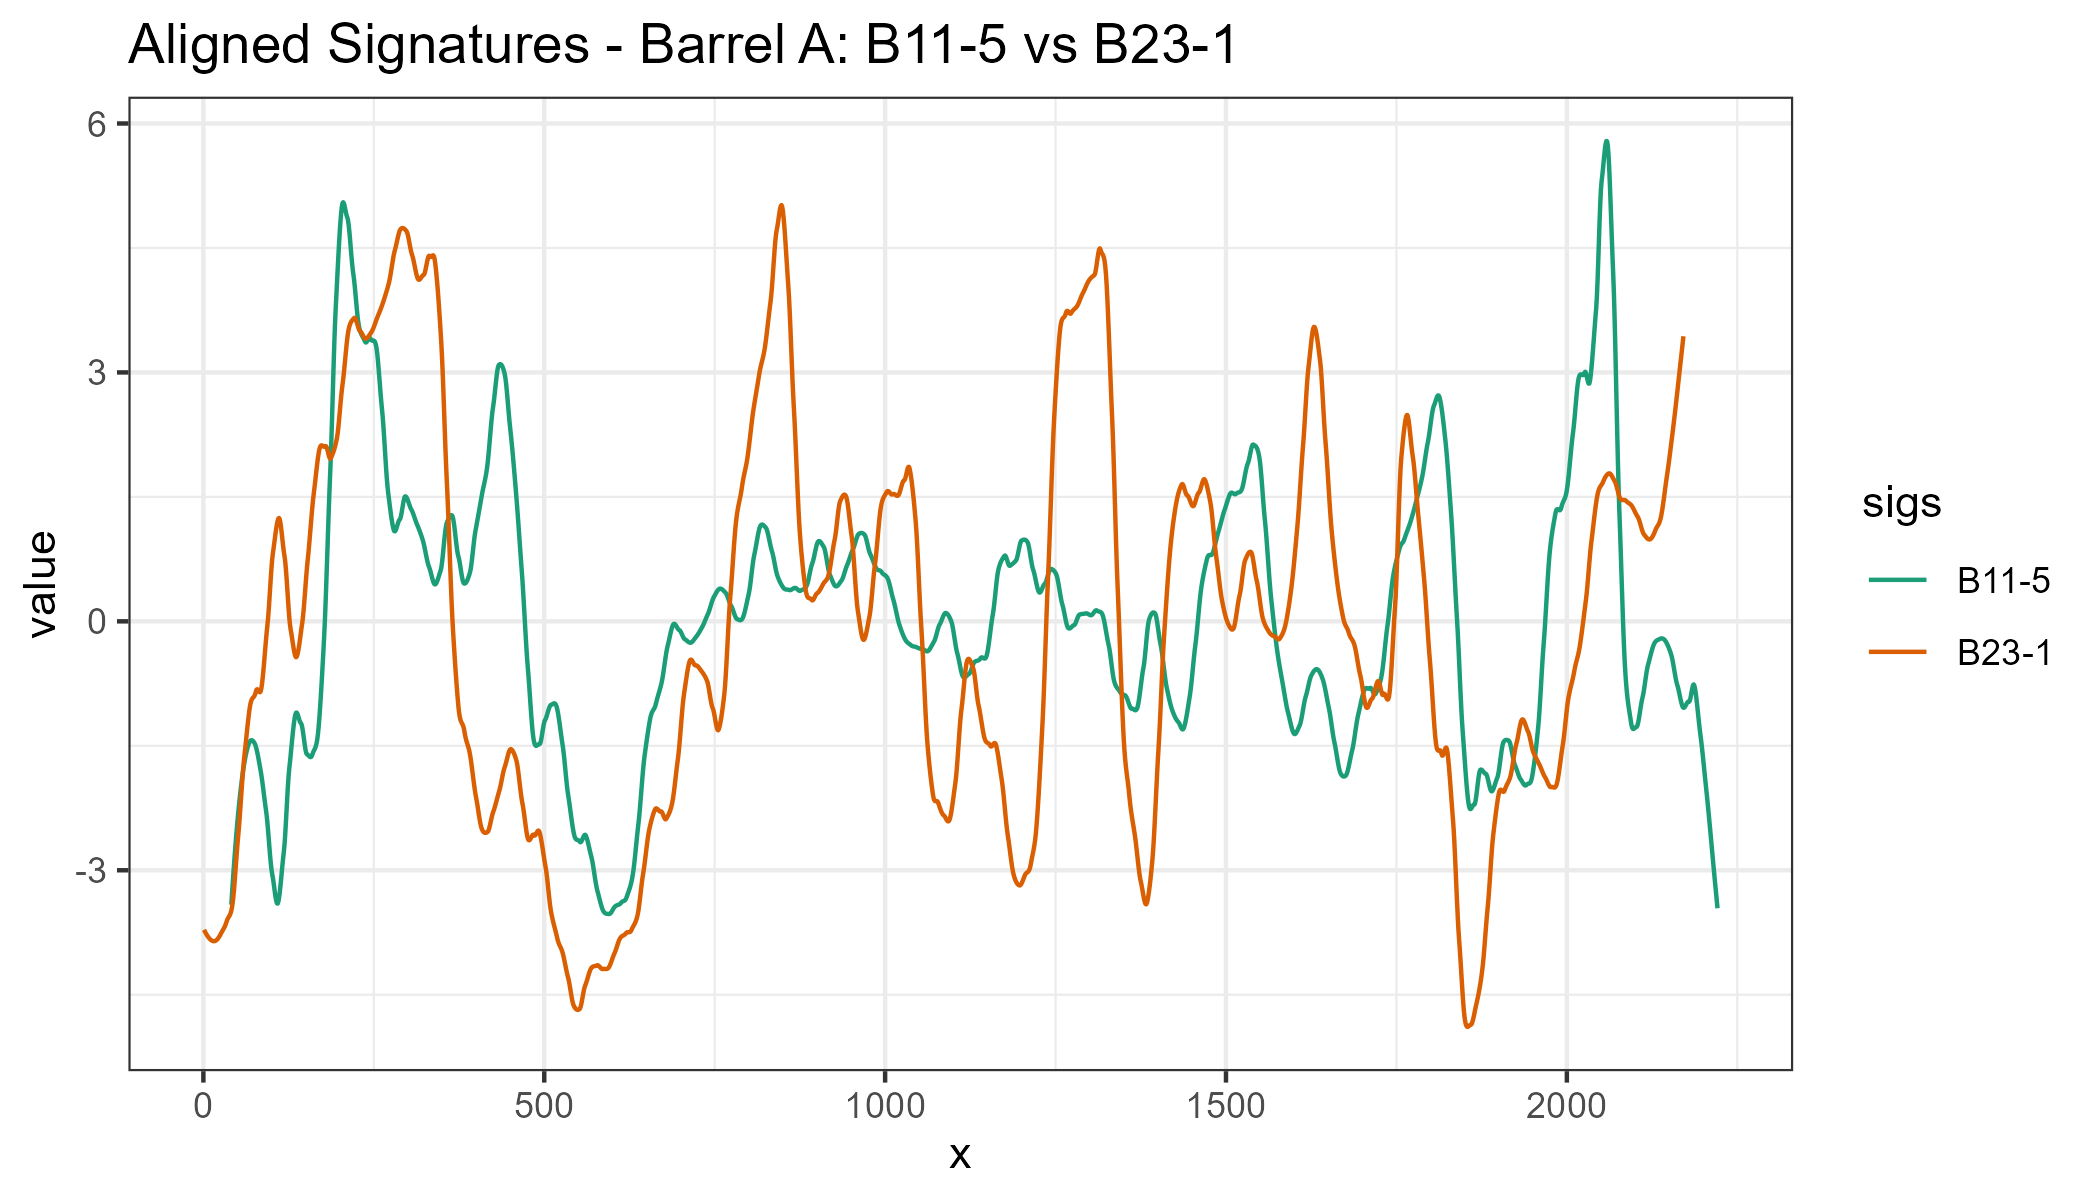 Aligned Signatures - Barrel A: B11-5 vs B23-1
6
3
0
-3
value
0 500 1000 1500 2000
x
sigs
B11-5
B23-1